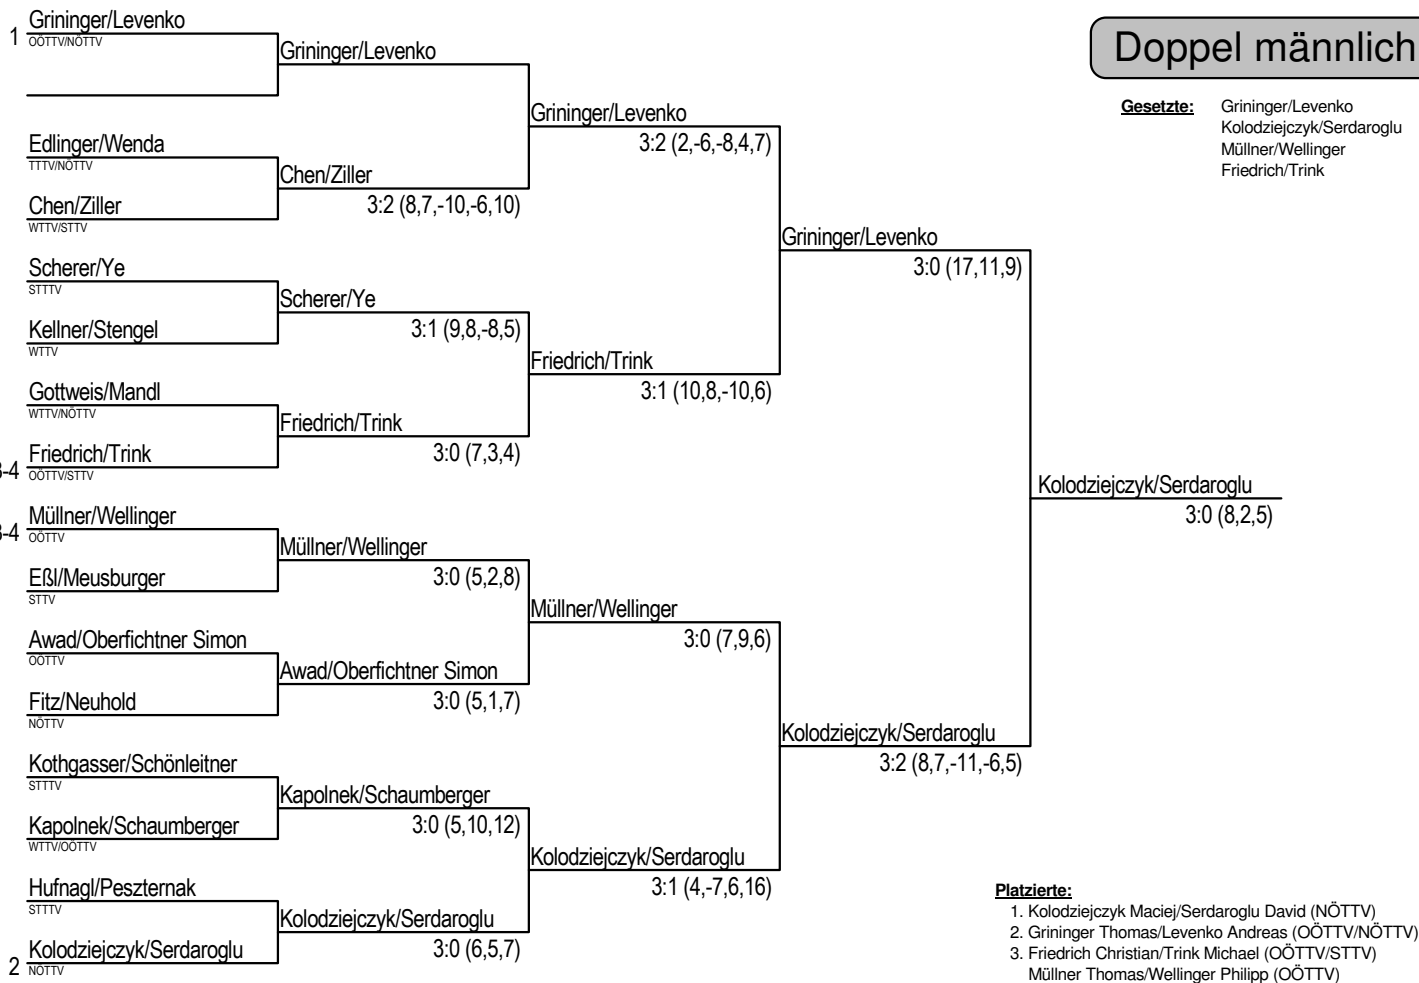 Doppel männlich
Gesetzte: Grininger/Levenko
Kolodziejczyk/Serdaroglu
Müllner/Wellinger
Friedrich/Trink
1 Grininger/Levenko
OÖTTV/NÖTTV
Edlinger/Wenda
TTTV/NÖTTV
Chen/Ziller
WTTV/STTV
Scherer/Ye
STTTV
Kellner/Stengel
WTTV
Gottweis/Mandl
WTTV/NÖTTV
3-4 Friedrich/Trink
OÖTTV/STTV
3-4 Müllner/Wellinger
OÖTTV
Eßl/Meusburger
STTV
Awad/Oberfichtner Simon
OÖTTV
Fitz/Neuhold
NÖTTV
Kothgasser/Schönleitner
STTTV
Kapolnek/Schaumberger
WTTV/OÖTTV
Hufnagl/Peszternak
STTTV
2 Kolodziejczyk/Serdaroglu
NÖTTV
Grininger/Levenko
Chen/Ziller
3:2 (8,7,-10,-6,10)
Scherer/Ye
3:1 (9,8,-8,5)
Friedrich/Trink
3:0 (7,3,4)
Müllner/Wellinger
3:0 (5,2,8)
Awad/Oberfichtner Simon
3:0 (5,1,7)
Kapolnek/Schaumberger
3:0 (5,10,12)
Kolodziejczyk/Serdaroglu
3:0 (6,5,7)
Grininger/Levenko
3:2 (2,-6,-8,4,7)
Friedrich/Trink
3:1 (10,8,-10,6)
Müllner/Wellinger
3:0 (7,9,6)
Kolodziejczyk/Serdaroglu
3:1 (4,-7,6,16)
Grininger/Levenko
3:0 (17,11,9)
Kolodziejczyk/Serdaroglu
3:2 (8,7,-11,-6,5)
Kolodziejczyk/Serdaroglu
3:0 (8,2,5)
Platzierte:
1. Kolodziejczyk Maciej/Serdaroglu David (NÖTTV)
2. Grininger Thomas/Levenko Andreas (OÖTTV/NÖTTV)
3. Friedrich Christian/Trink Michael (OÖTTV/STTV)
Müllner Thomas/Wellinger Philipp (OÖTTV)